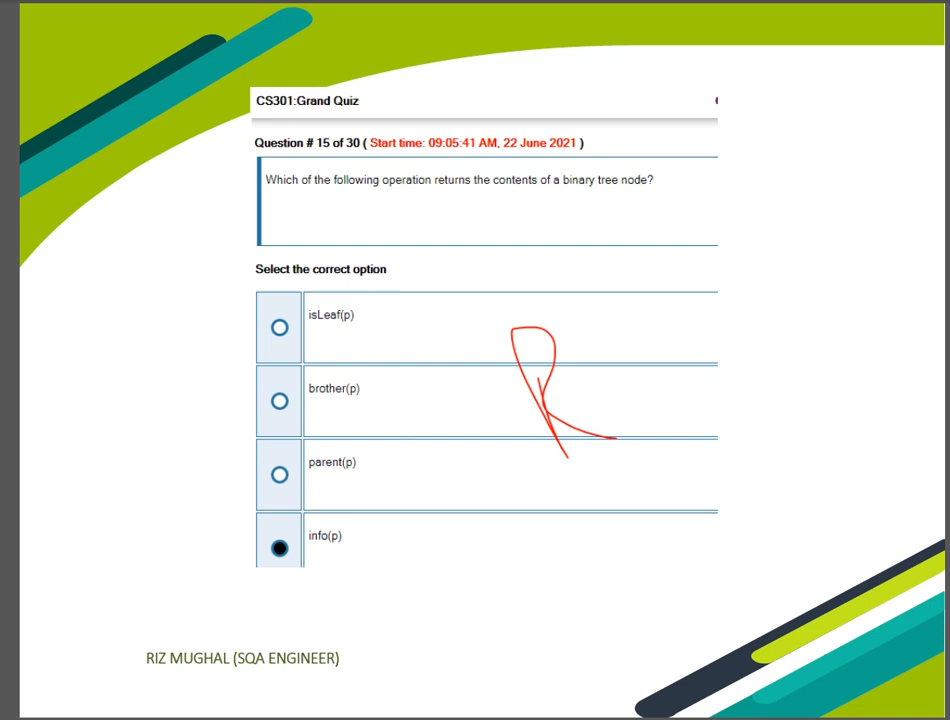 CS301:Grand Quiz
Question # 15 of 30 ( Start time: 09:05:41 AM, 22 June 2021 )
Which of the following operation returns the contents of a binary tree node?
Select the correct option
isLeaf(p)
brother(p)
parent(p)
info(p)
RIZ MUGHAL (SQA ENGINEER)